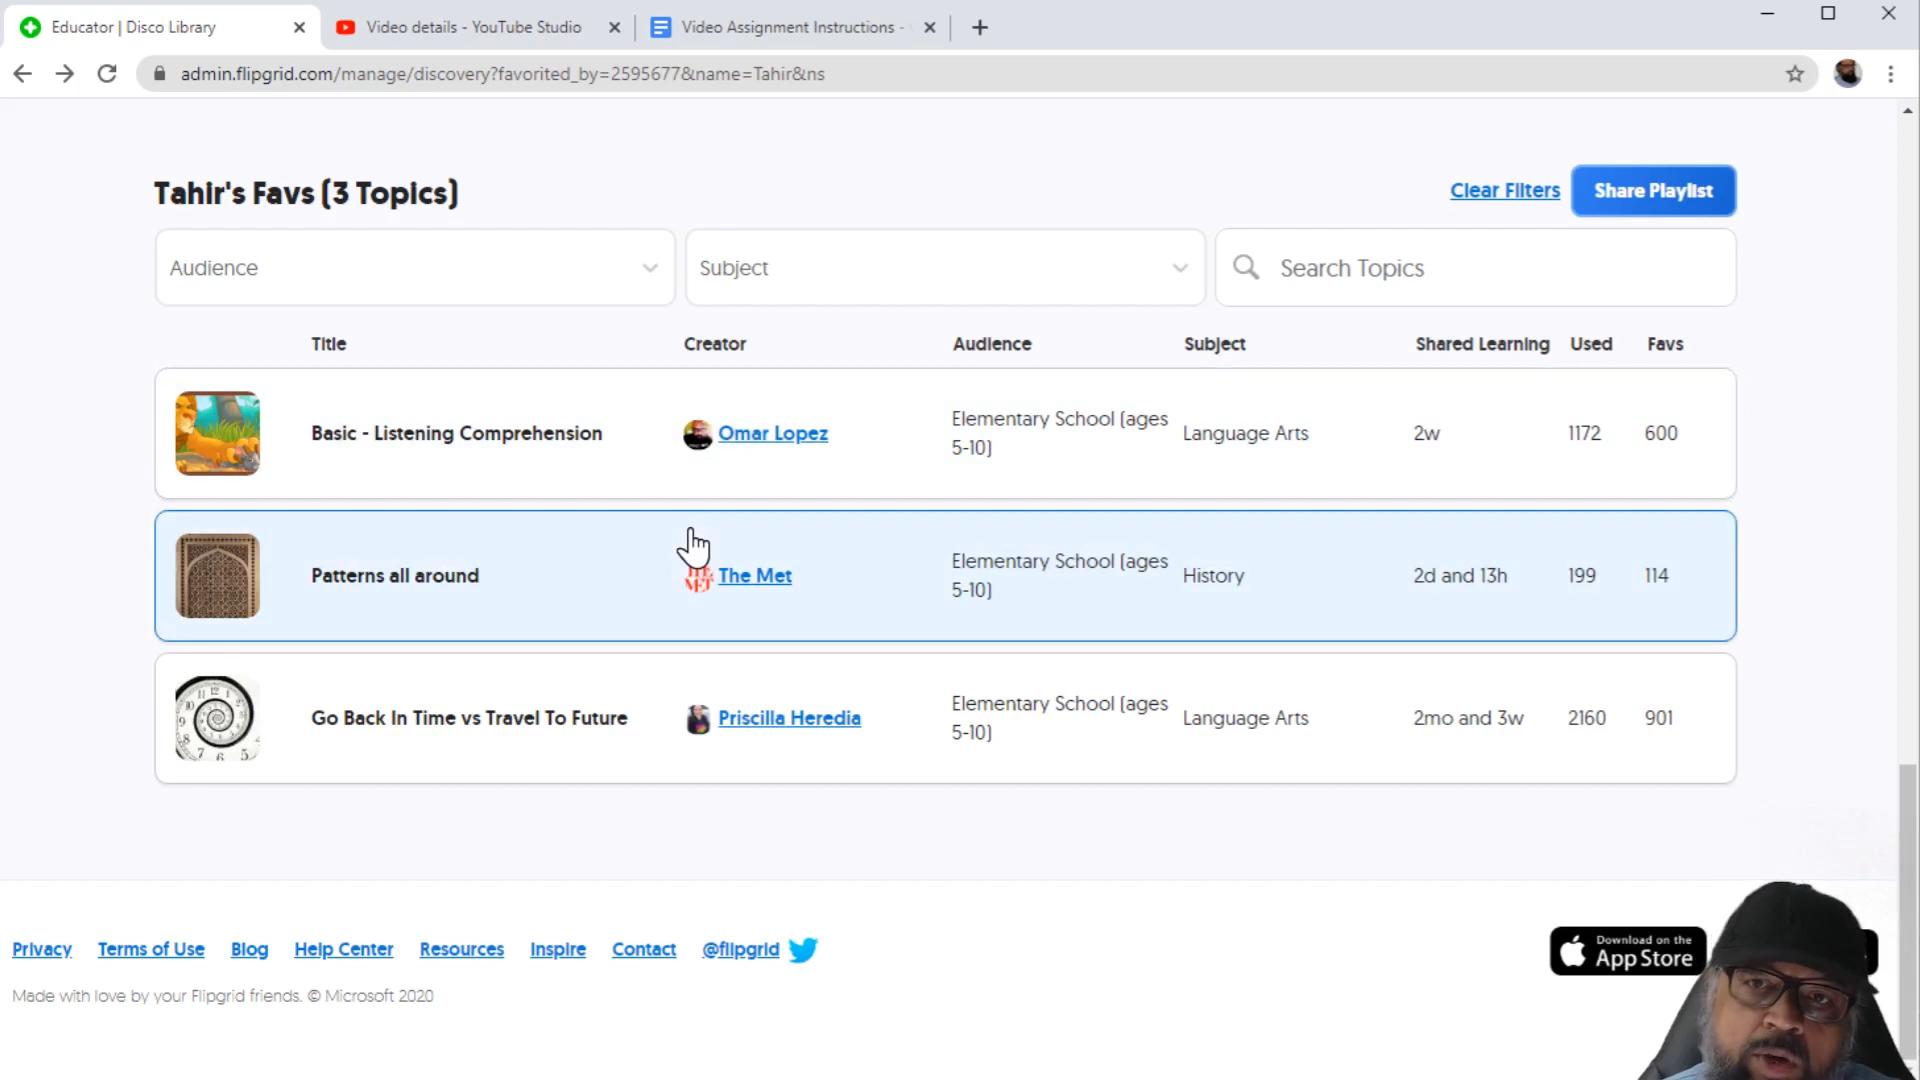 Educator | Disco Library
Video details - YouTube Studio
Video Assignment Instructions -
admin.flipgrid.com/manage/discovery?favorited_by=2595677&name=Tahir&ns
Tahir's Favs (3 Topics)
Clear Filters
Share Playlist
Audience
Subject
Search Topics
Title Creator Audience Subject Shared Learning Used Favs
Basic - Listening Comprehension
Omar Lopez
Elementary School (ages
5-10)
Language Arts
2w
1172
600
Patterns all around
THE
MET
The Met
Elementary School (ages
5-10)
History
2d and 13h
199
114
Go Back In Time vs Travel To Future
Priscilla Heredia
Elementary School (ages
5-10)
Language Arts
2mo and 3w
2160
901
Privacy Terms of Use Blog Help Center Resources Inspire Contact @flipgrid
Made with love by your Flipgrid friends. © Microsoft 2020
Download on the
App Store